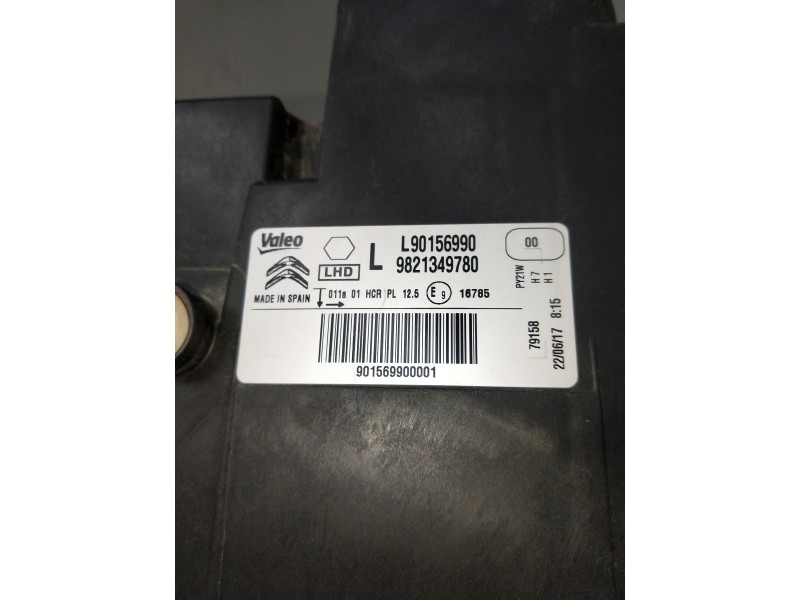 Valeo
L90156990
L
9821349780
LHD
MADE IN SPAIN
011a 01 HCR PL 12.5 E9 16785
901569900001
00
PY21W
H7
H1
79158
22/06/17 8:15